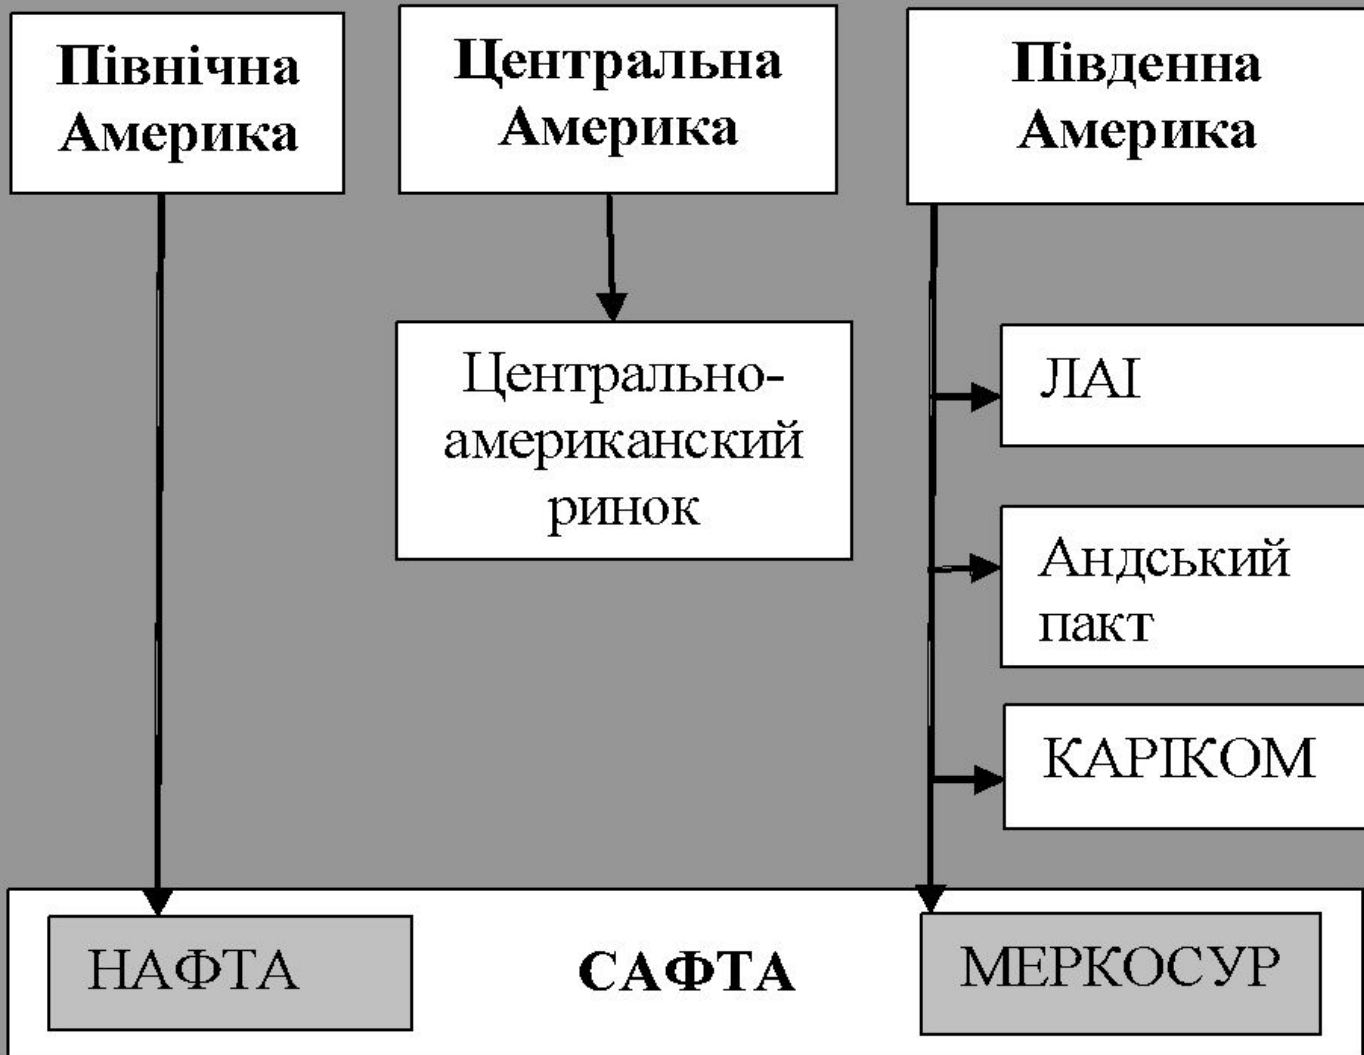 Північна
Америка
Центральна
Америка
Південна
Америка
Центрально-
американский
ринок
ЛАІ
Андський
пакт
КАРІКОМ
НАФТА
САФТА
МЕРКОСУР